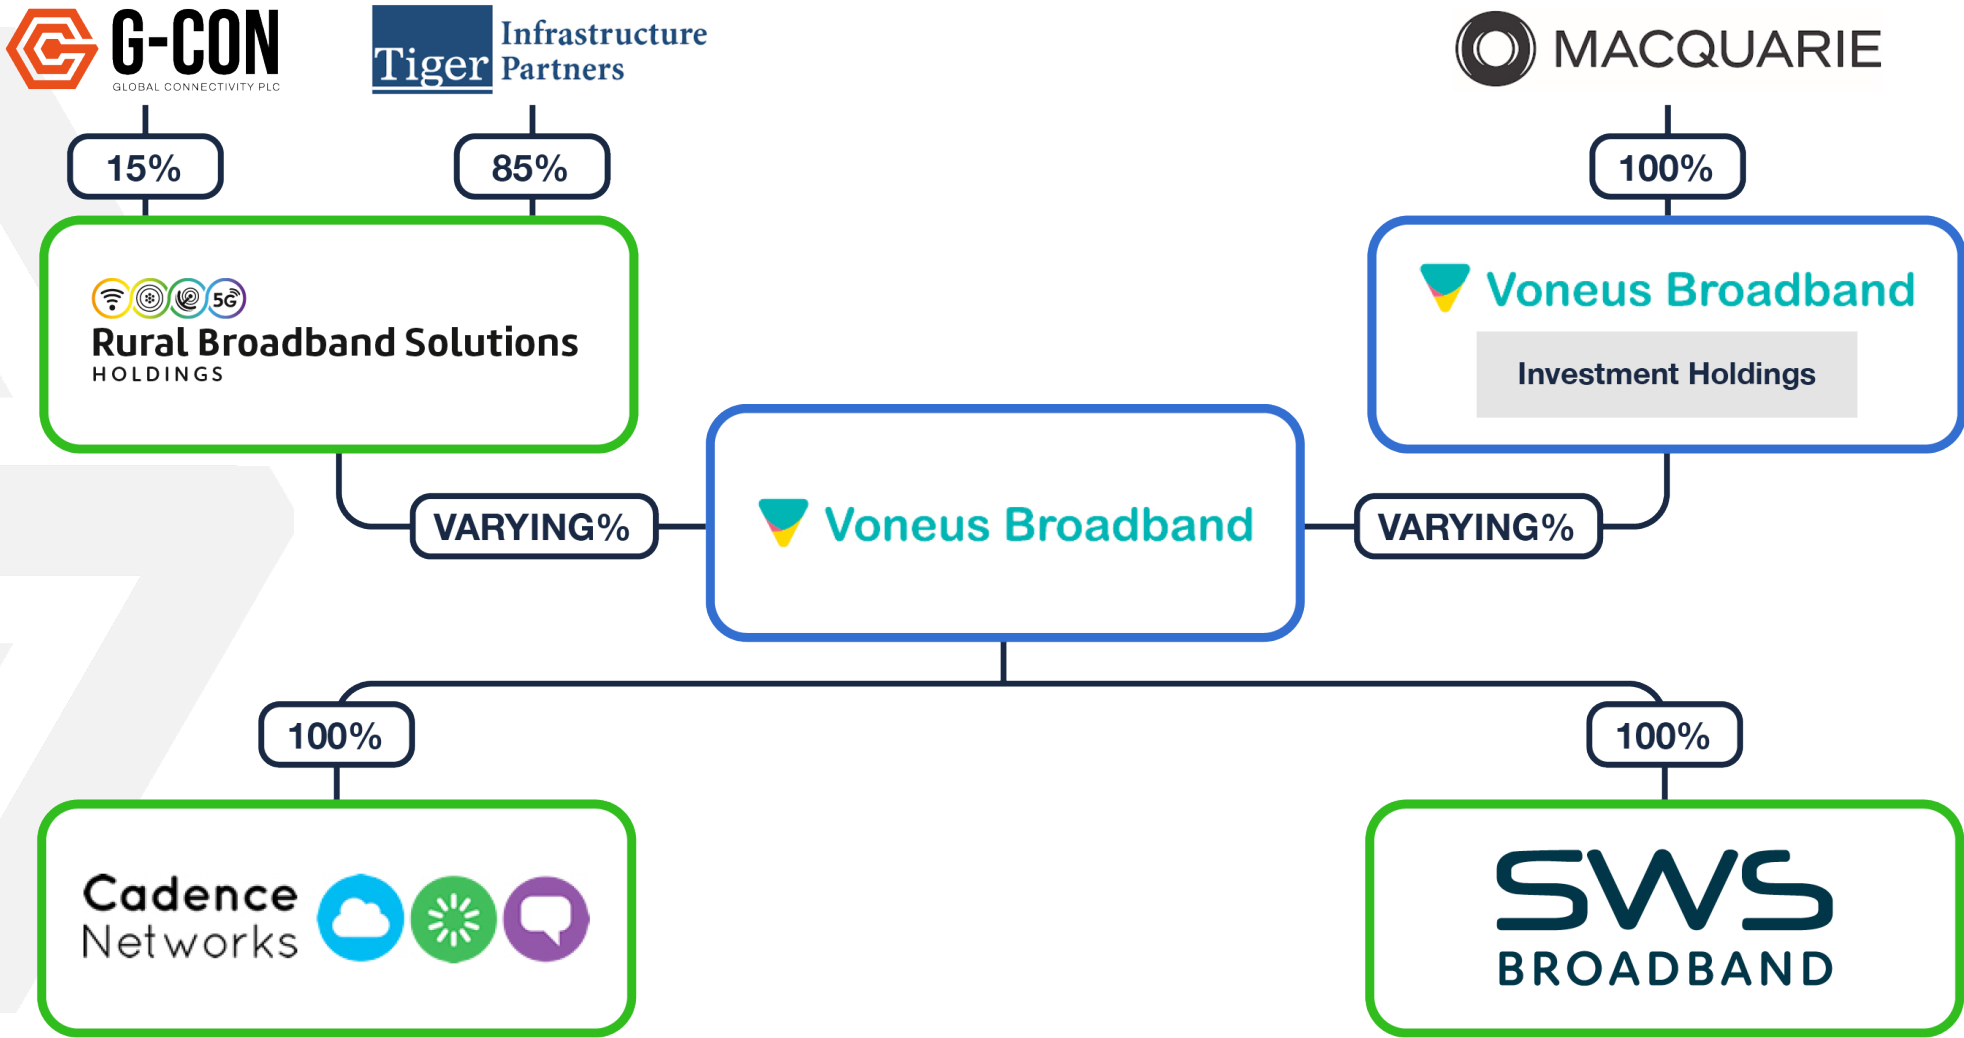 G-CON
GLOBAL CONNECTIVITY PLC
Tiger Infrastructure
Partners
MACQUARIE
15%
85%
100%
5G
Rural Broadband Solutions
HOLDINGS
Voneus Broadband
Investment Holdings
VARYING%
Voneus Broadband
VARYING%
100%
100%
Cadence
Networks
SWS
BROADBAND